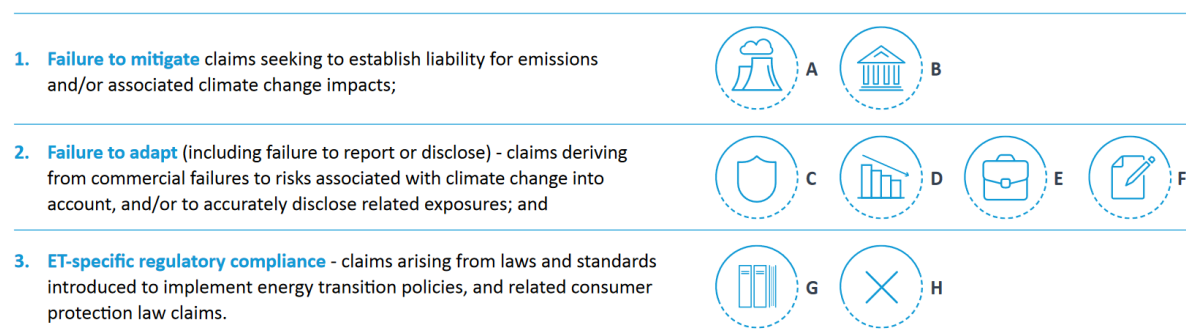 1. Failure to mitigate claims seeking to establish liability for emissions
and/or associated climate change impacts;
A B
2. Failure to adapt (including failure to report or disclose) - claims deriving
from commercial failures to risks associated with climate change into
account, and/or to accurately disclose related exposures; and
C D E F
3. ET-specific regulatory compliance - claims arising from laws and standards
introduced to implement energy transition policies, and related consumer
protection law claims.
G H